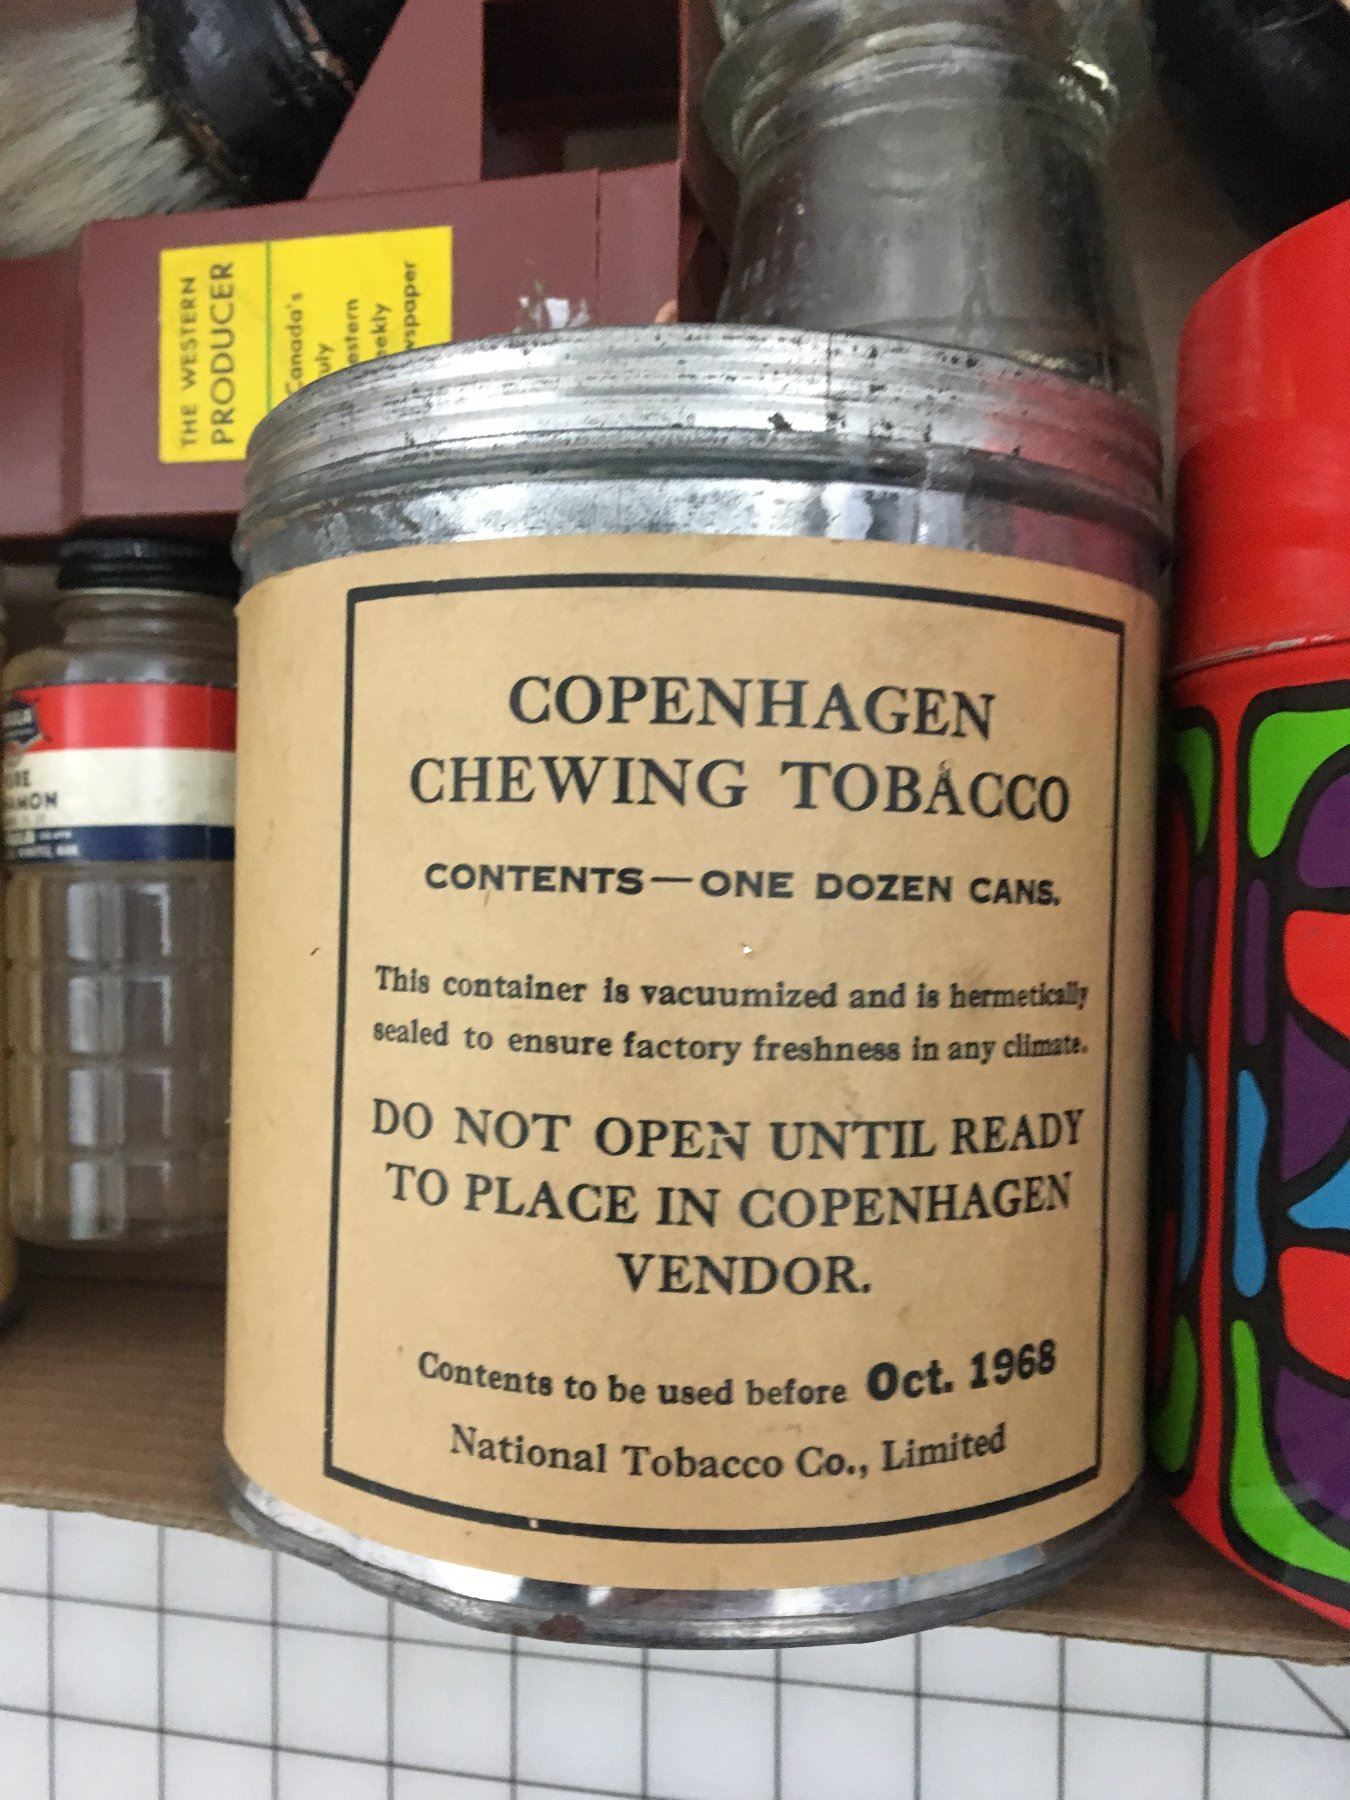 THE WESTERN
PRODUCER
Canada's
COPENHAGEN
CHEWING TOBACCO
CONTENTS—ONE DOZEN CANS.
This container is vacuumized and is hermetically
sealed to ensure factory freshness in any climate.
DO NOT OPEN UNTIL READY
TO PLACE IN COPENHAGEN
VENDOR.
Contents to be used before Oct. 1968
National Tobacco Co., Limited